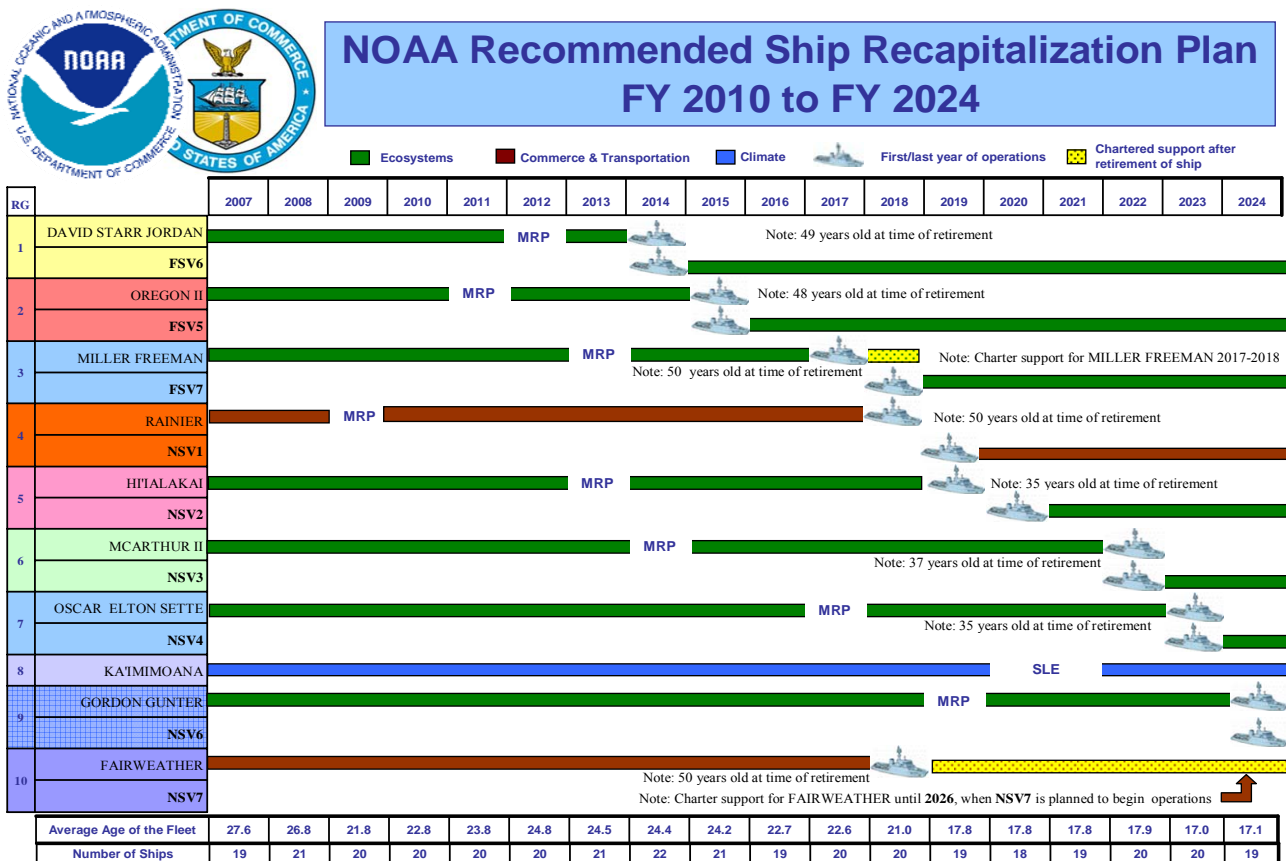 NATIONAL OCEANIC AND ATMOSPHERIC ADMINISTRATION
U.S. DEPARTMENT OF COMMERCE
NOAA
TMENT OF COMMERCE
D STATES OF AMERICA
NOAA Recommended Ship Recapitalization Plan
FY 2010 to FY 2024
Ecosystems Commerce & Transportation Climate First/last year of operations Chartered support after
retirement of ship
RG 2007 2008 2009 2010 2011 2012 2013 2014 2015 2016 2017 2018 2019 2020 2021 2022 2023 2024
1 DAVID STARR JORDAN MRP Note: 49 years old at time of retirement
FSV6
2 OREGON II MRP Note: 48 years old at time of retirement
FSV5
3 MILLER FREEMAN MRP Note: Charter support for MILLER FREEMAN 2017-2018
Note: 50 years old at time of retirement
FSV7
4 RAINIER MRP Note: 50 years old at time of retirement
NSV1
5 HI'IALAKAI MRP Note: 35 years old at time of retirement
NSV2
6 MCARTHUR II MRP
Note: 37 years old at time of retirement
NSV3
7 OSCAR ELTON SETTE MRP
Note: 35 years old at time of retirement
NSV4
8 KA'IMIMOANA SLE
9 GORDON GUNTER MRP
NSV6
10 FAIRWEATHER
Note: 50 years old at time of retirement
NSV7 Note: Charter support for FAIRWEATHER until 2026, when NSV7 is planned to begin operations
Average Age of the Fleet 27.6 26.8 21.8 22.8 23.8 24.8 24.5 24.4 24.2 22.7 22.6 21.0 17.8 17.8 17.8 17.9 17.0 17.1
Number of Ships 19 21 20 20 20 20 21 22 21 19 20 20 19 18 19 20 20 19